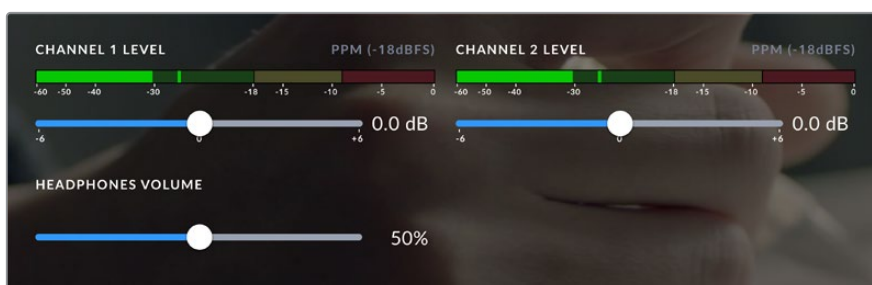 CHANNEL 1 LEVEL PPM (-18dBFS)
-60 -50 -40 -30 -18 -15 -10 -5 0
0.0 dB
-6 0 +6
CHANNEL 2 LEVEL PPM (-18dBFS)
-60 -50 -40 -30 -18 -15 -10 -5 0
0.0 dB
-6 0 +6
HEADPHONES VOLUME
50%